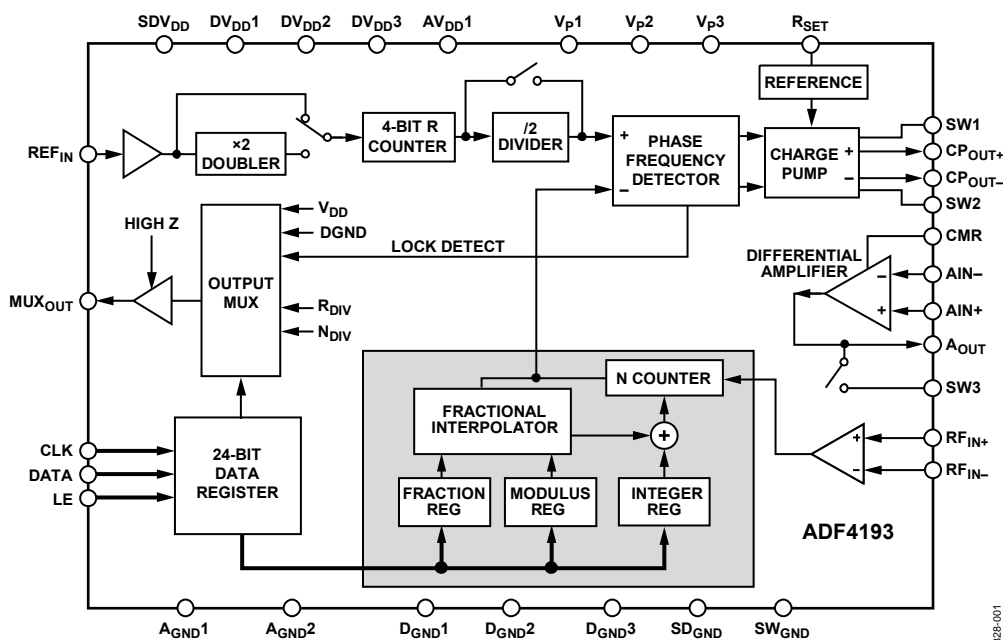 SDVDD DVDD1 DVDD2 DVDD3 AVDD1 VP1 VP2 VP3 RSET
REFIN
×2
DOUBLER
4-BIT R
COUNTER
/2
DIVIDER
+
–
PHASE
FREQUENCY
DETECTOR
REFERENCE
CHARGE
PUMP
+
–
SW1
CPOUT+
CPOUT–
SW2
HIGH Z
MUXOUT
OUTPUT
MUX
VDD
DGND
LOCK DETECT
RDIV
NDIV
DIFFERENTIAL
AMPLIFIER
–
+
CMR
AIN–
AIN+
AOUT
SW3
N COUNTER
FRACTIONAL
INTERPOLATOR
+
+
–
RFIN+
RFIN–
CLK
DATA
LE
24-BIT
DATA
REGISTER
FRACTION
REG
MODULUS
REG
INTEGER
REG
ADF4193
AGND1 AGND2 DGND1 DGND2 DGND3 SDGND SWGND
328-001